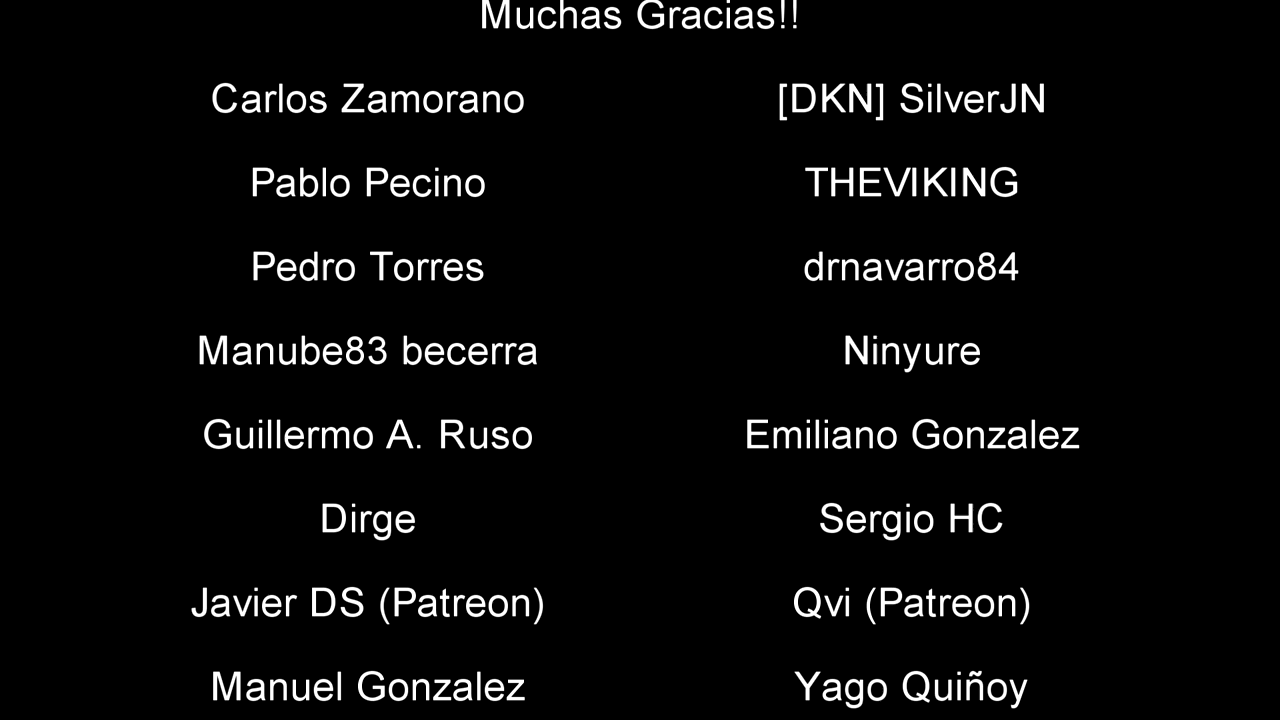 Muchas Gracias!!
Carlos Zamorano [DKN] SilverJN
Pablo Pecino THEVIKING
Pedro Torres drnavarro84
Manube83 becerra Ninyure
Guillermo A. Ruso Emiliano Gonzalez
Dirge Sergio HC
Javier DS (Patreon) Qvi (Patreon)
Manuel Gonzalez Yago Quiñoy